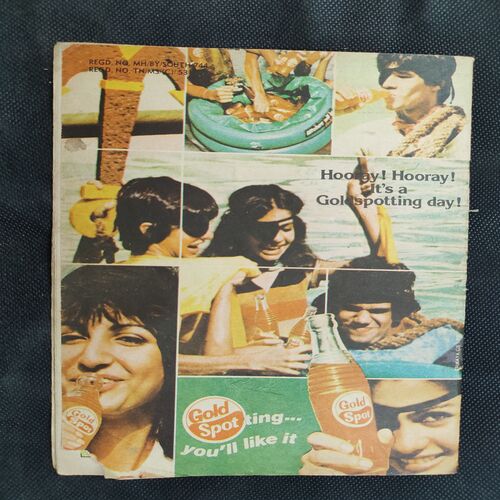 REGD. NO. MH/BY/SOUTH-744
REGD. NO. TN/MS (C)/53
Hooray! Hooray!
It's a
Goldspotting day!
Gold
Spot
Gold
Spot
ting...
you'll like it
Gold
Spot